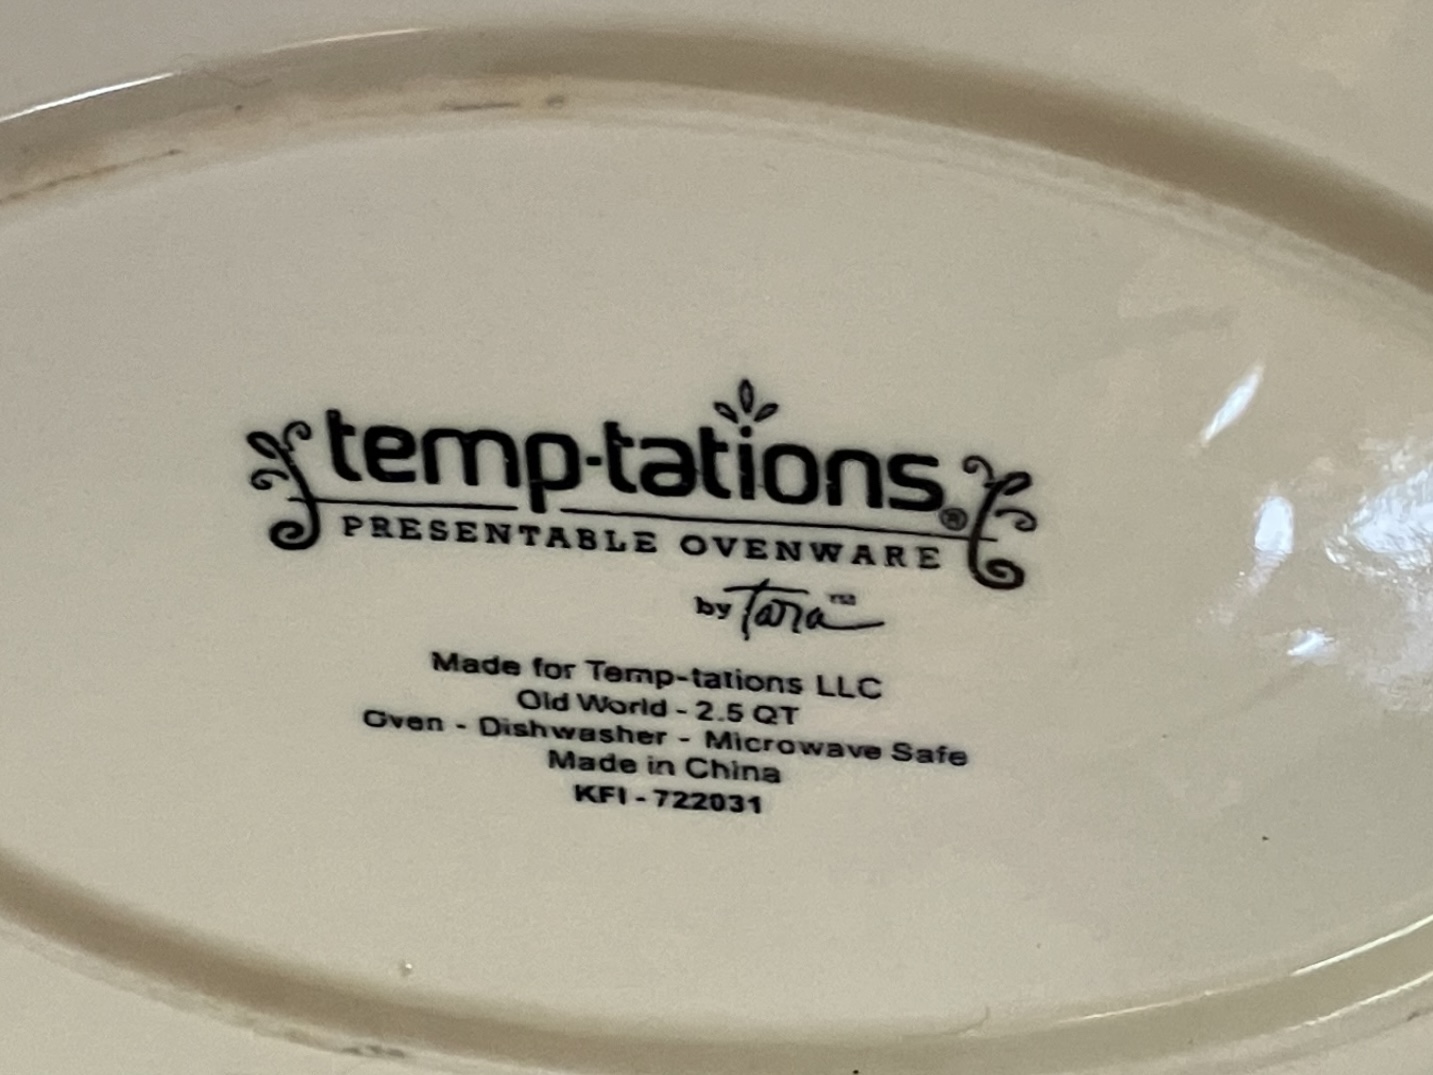 temp-tations®
PRESENTABLE OVENWARE
by Tara™
Made for Temp-tations LLC
Old World - 2.5 QT
Oven - Dishwasher - Microwave Safe
Made in China
KFI - 722031